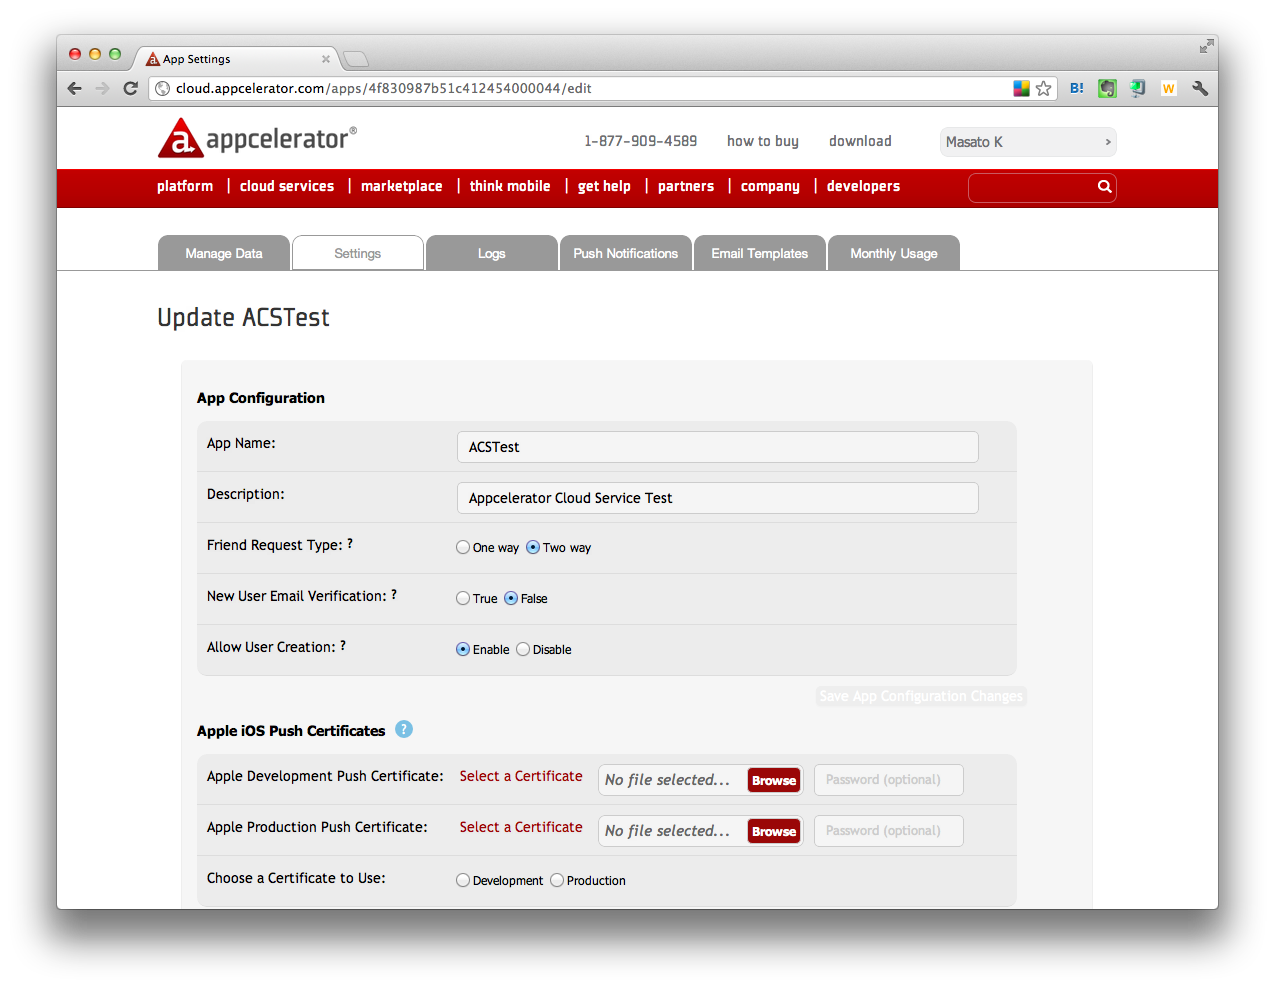 App Settings
cloud.appcelerator.com/apps/4f830987b51c412454000044/edit
B!
W
a appcelerator®
1-877-909-4589 how to buy download Masato K
platform | cloud services | marketplace | think mobile | get help | partners | company | developers
Manage Data Settings Logs Push Notifications Email Templates Monthly Usage
Update ACSTest
App Configuration
App Name: ACSTest
Description: Appcelerator Cloud Service Test
Friend Request Type: ? One way Two way
New User Email Verification: ? True False
Allow User Creation: ? Enable Disable
Save App Configuration Changes
Apple iOS Push Certificates ?
Apple Development Push Certificate: Select a Certificate No file selected... Browse Password (optional)
Apple Production Push Certificate: Select a Certificate No file selected... Browse Password (optional)
Choose a Certificate to Use: Development Production